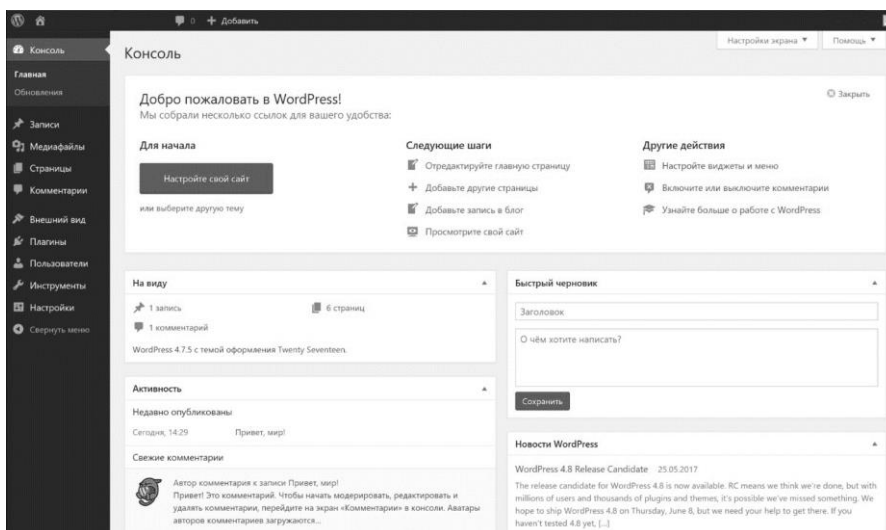 0 + Добавить
Консоль
Главная
Обновления
Записи
Медиафайлы
Страницы
Комментарии
Внешний вид
Плагины
Пользователи
Инструменты
Настройки
Свернуть меню
Настройки экрана ▼
Помощь ▼
Консоль
Добро пожаловать в WordPress!
Закрыть
Мы собрали несколько ссылок для вашего удобства:
Для начала
Настройте свой сайт
или выберите другую тему
Следующие шаги
Отредактируйте главную страницу
Добавьте другие страницы
Добавьте запись в блог
Просмотрите свой сайт
Другие действия
Настройте виджеты и меню
Включите или выключите комментарии
Узнайте больше о работе с WordPress
На виду
1 запись
6 страниц
1 комментарий
WordPress 4.7.5 с темой оформления Twenty Seventeen.
Активность
Недавно опубликованы
Сегодня, 14:29 Привет, мир!
Свежие комментарии
Автор комментария к записи Привет, мир!
Привет! Это комментарий. Чтобы начать модерировать, редактировать и
удалять комментарии, перейдите на экран «Комментарии» в консоли. Аватары
авторов комментариев загружаются...
Быстрый черновик
Заголовок
О чём хотите написать?
Сохранить
Новости WordPress
WordPress 4.8 Release Candidate 25.05.2017
The release candidate for WordPress 4.8 is now available. RC means we think we're done, but with
millions of users and thousands of plugins and themes, it's possible we've missed something. We
hope to ship WordPress 4.8 on Thursday, June 8, but we need your help to get there. If you
haven't tested 4.8 yet, [...]